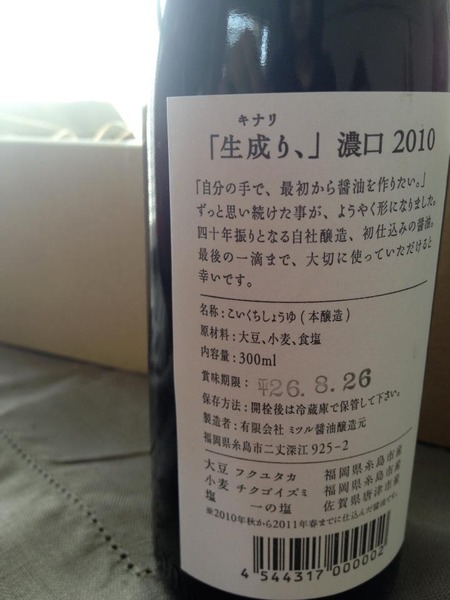 キナリ
「生成り、」濃口 2010
「自分の手で、最初から醤油を作りたい。」
ずっと思い続けた事が、ようやく形になりました。
四十年振りとなる自社醸造、初仕込みの醤油。
最後の一滴まで、大切に使っていただけると
幸いです。
名称：こいくちしょうゆ(本醸造)
原材料：大豆、小麦、食塩
内容量：300ml
賞味期限：平26.8.26
保存方法：開栓後は冷蔵庫で保管して下さい。
製造者：有限会社 ミツル醤油醸造元
福岡県糸島市二丈深江925-2
大豆 フクユタカ 福岡県糸島市産
小麦 チクゴイズミ 福岡県糸島市産
塩 一の塩 佐賀県唐津市産
※2010年秋から2011年春までに仕込んだ醤油です。
4 544317 000002